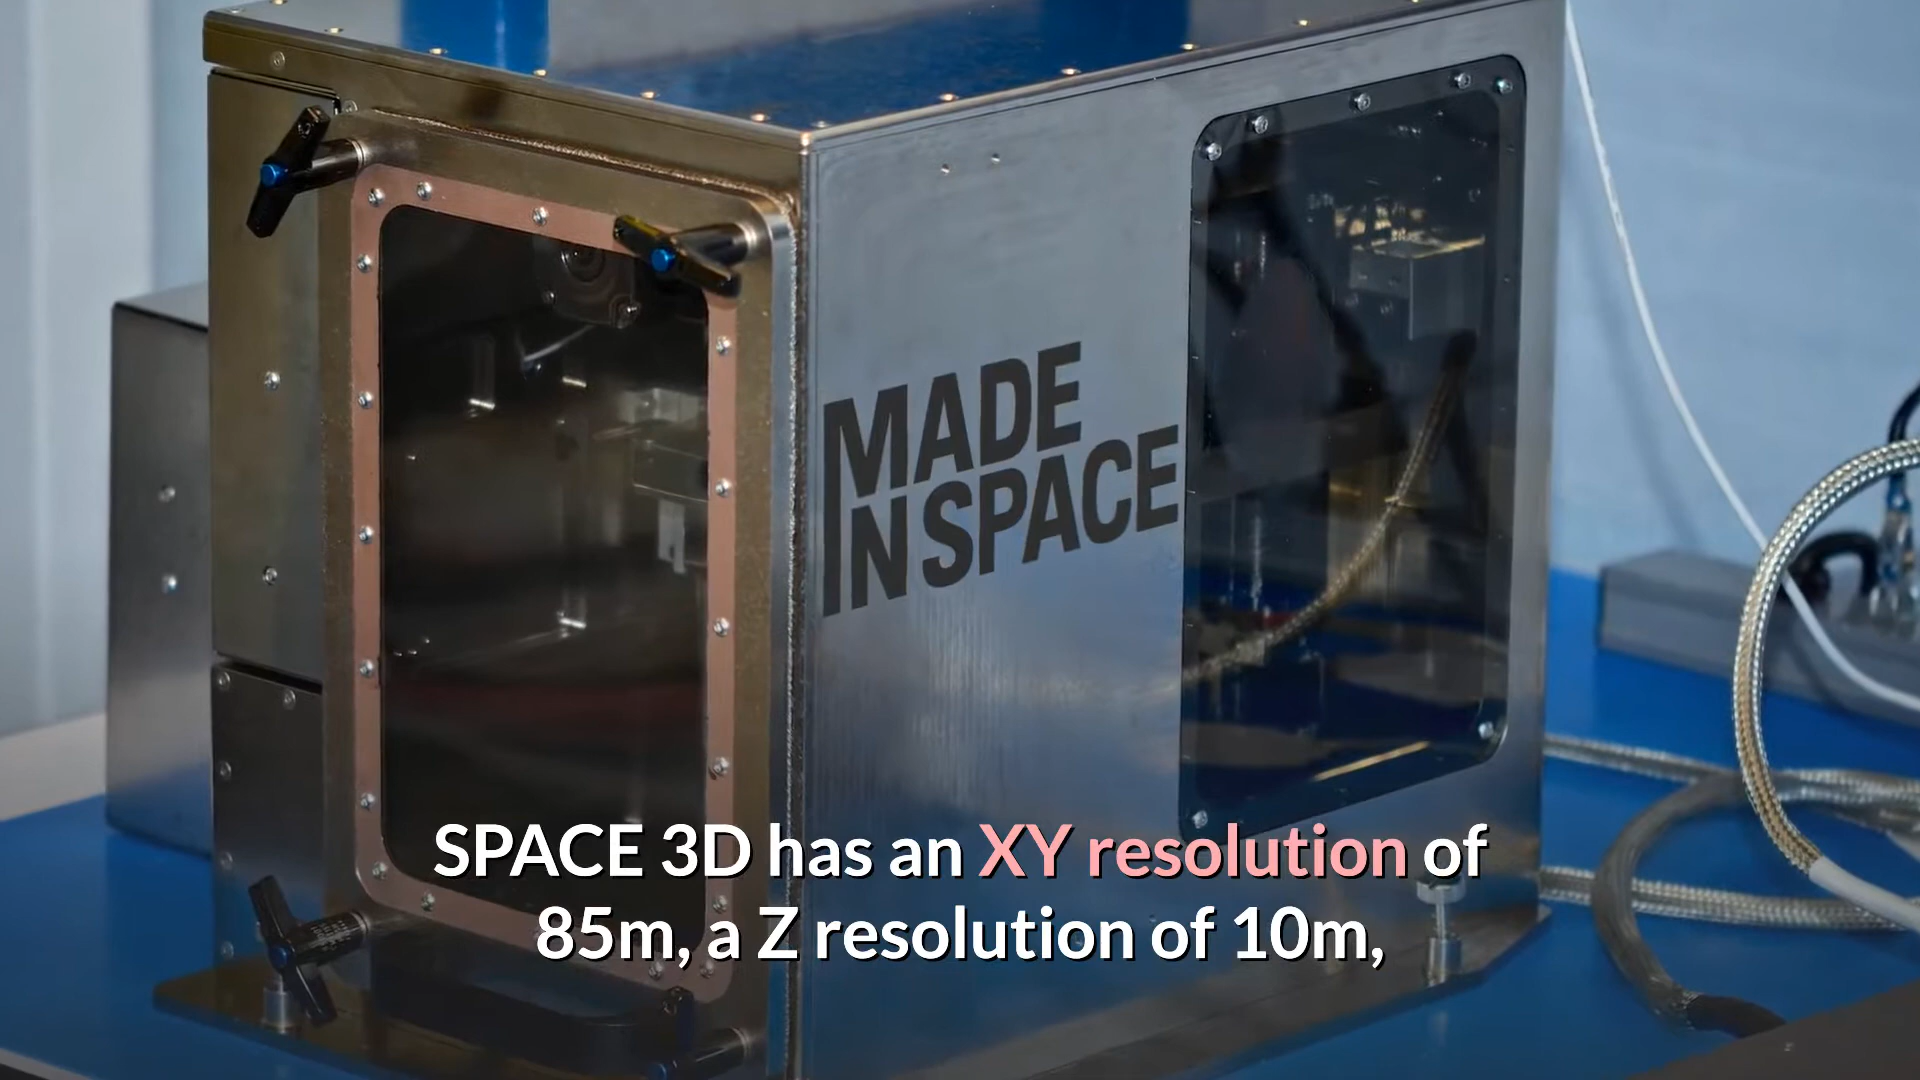 MADE
IN SPACE
SPACE 3D has an XY resolution of
85m, a Z resolution of 10m,